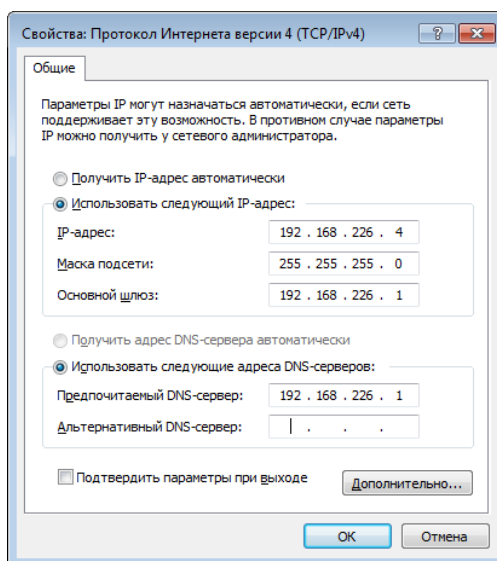 Свойства: Протокол Интернета версии 4 (TCP/IPv4)
Общие
Параметры IP могут назначаться автоматически, если сеть
поддерживает эту возможность. В противном случае параметры
IP можно получить у сетевого администратора.
Получить IP-адрес автоматически
Использовать следующий IP-адрес:
IP-адрес: 192 . 168 . 226 . 4
Маска подсети: 255 . 255 . 255 . 0
Основной шлюз: 192 . 168 . 226 . 1
Получить адрес DNS-сервера автоматически
Использовать следующие адреса DNS-серверов:
Предпочитаемый DNS-сервер: 192 . 168 . 226 . 1
Альтернативный DNS-сервер: . . .
Подтвердить параметры при выходе
Дополнительно...
OK Отмена